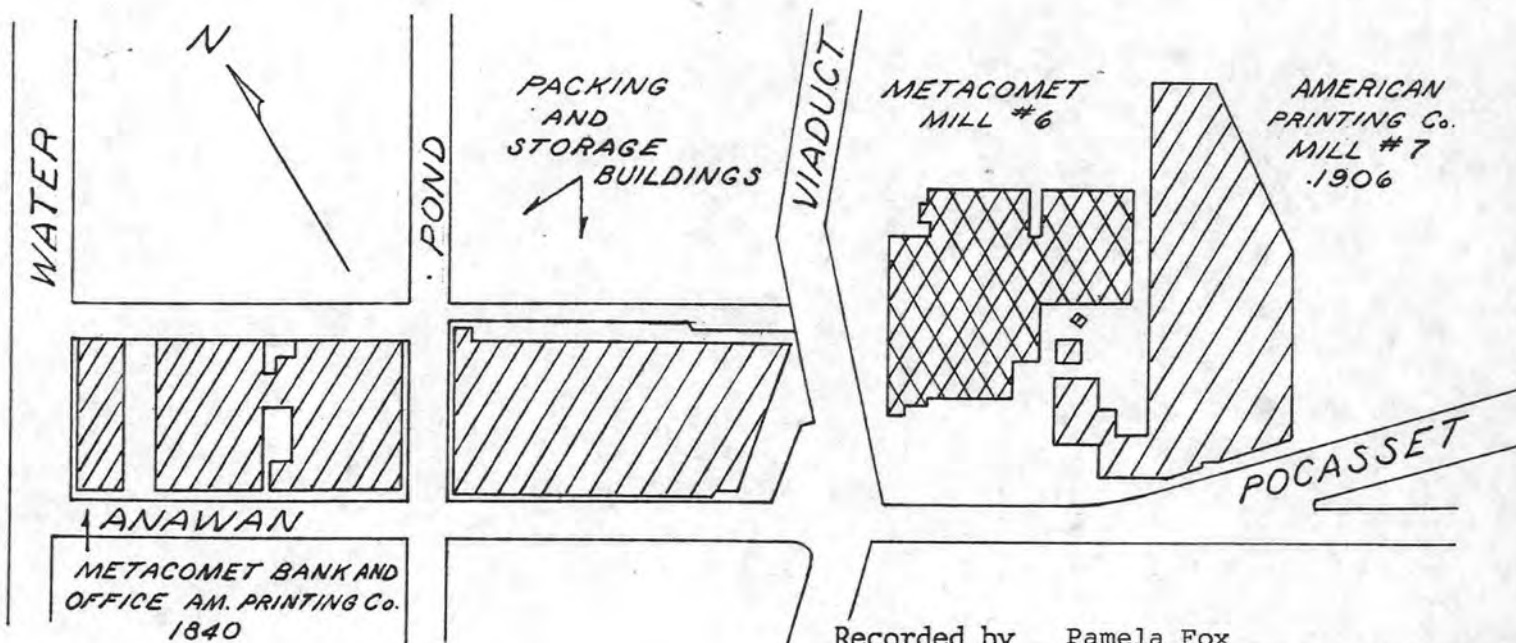 N
WATER
POND
PACKING
AND
STORAGE
BUILDINGS
VIADUCT
METACOMET
MILL #6
AMERICAN
PRINTING Co.
MILL #7
.1906
B
POCASSET
ANAWAN
METACOMET BANK AND
OFFICE AM. PRINTING Co.
1840
Recorded by Pamela Fox